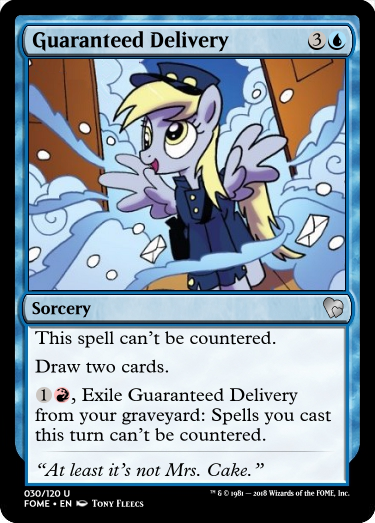 Guaranteed Delivery 3
Sorcery
This spell can't be countered.
Draw two cards.
1, Exile Guaranteed Delivery
from your graveyard: Spells you cast
this turn can't be countered.
“At least it's not Mrs. Cake.”
030/120 U
™ & © 1981 — 2018 Wizards of the FOME, Inc.
FOME • EN Tony Fleecs